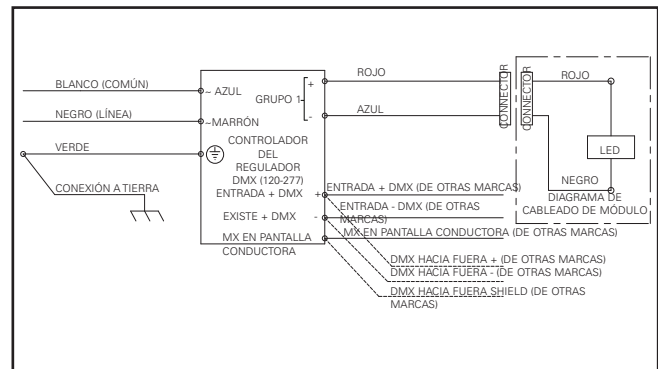 BLANCO (COMÚN)
NEGRO (LÍNEA)
VERDE
CONEXIÓN A TIERRA
~ AZUL
GRUPO 1
+
-
~MARRÓN
CONTROLADOR
DEL
REGULADOR
DMX (120-277)
ENTRADA + DMX +
EXISTE + DMX -
MX EN PANTALLA
CONDUCTORA
ROJO
AZUL
ENTRADA + DMX (DE OTRAS MARCAS)
ENTRADA - DMX (DE OTRAS
MARCAS)
MX EN PANTALLA CONDUCTORA (DE OTRAS MARCAS)
DMX HACIA FUERA + (DE OTRAS MARCAS)
DMX HACIA FUERA - (DE OTRAS MARCAS)
DMX HACIA FUERA SHIELD (DE OTRAS
MARCAS)
CONNECTOR
CONNECTOR
ROJO
LED
NEGRO
DIAGRAMA DE
CABLEADO DE MÓDULO